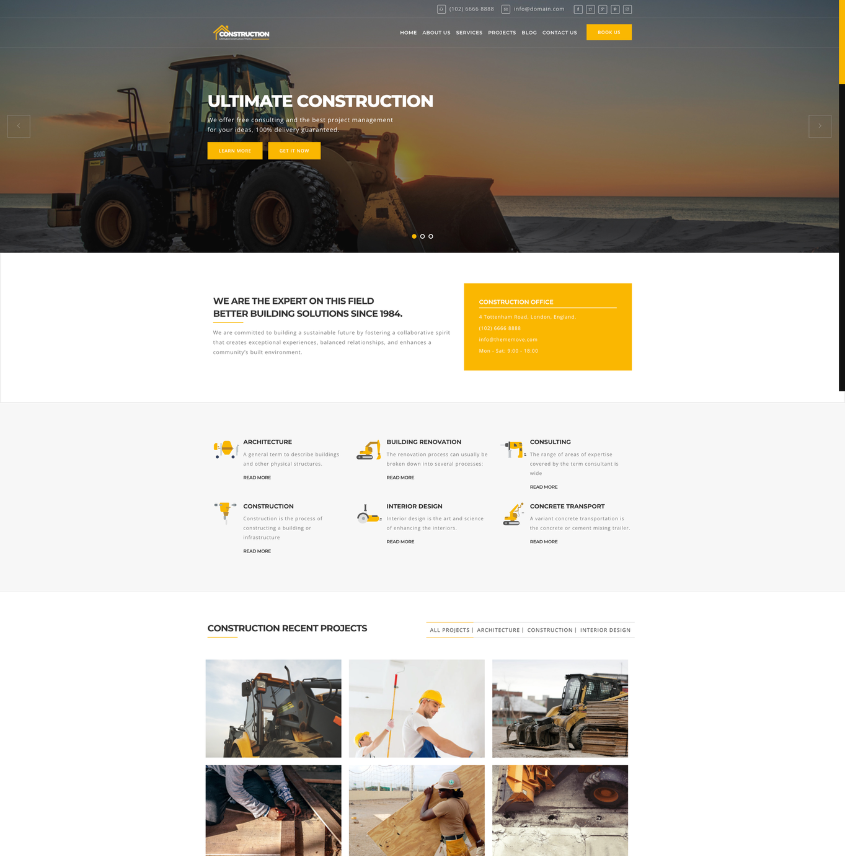 (102) 6666 8888 info@domain.com
CONSTRUCTION
HOME ABOUT US SERVICES PROJECTS BLOG CONTACT US BOOK US
ULTIMATE CONSTRUCTION
We offer free consulting and the best project management
for your ideas, 100% delivery guaranteed.
LEARN MORE GET IT NOW
WE ARE THE EXPERT ON THIS FIELD
BETTER BUILDING SOLUTIONS SINCE 1984.
We are committed to building a sustainable future by fostering a collaborative spirit
that creates exceptional experiences, balanced relationships, and enhances a
community's built environment.
CONSTRUCTION OFFICE
4 Tottenham Road, London, England.
(102) 6666 8888
Mon - Sat: 9:00 - 18:00
ARCHITECTURE
A general term to describe buildings
and other physical structures.
READ MORE
BUILDING RENOVATION
The renovation process can usually be
broken down into several processes:
READ MORE
CONSULTING
The range of areas of expertise
covered by the term consultant is
wide
READ MORE
CONSTRUCTION
Construction is the process of
constructing a building or
infrastructure
READ MORE
INTERIOR DESIGN
Interior design is the art and science
of enhancing the interiors
READ MORE
CONCRETE TRANSPORT
A variant concrete transportation is
the concrete or cement mixing trailer.
READ MORE
CONSTRUCTION RECENT PROJECTS
ALL PROJECTS | ARCHITECTURE | CONSTRUCTION | INTERIOR DESIGN